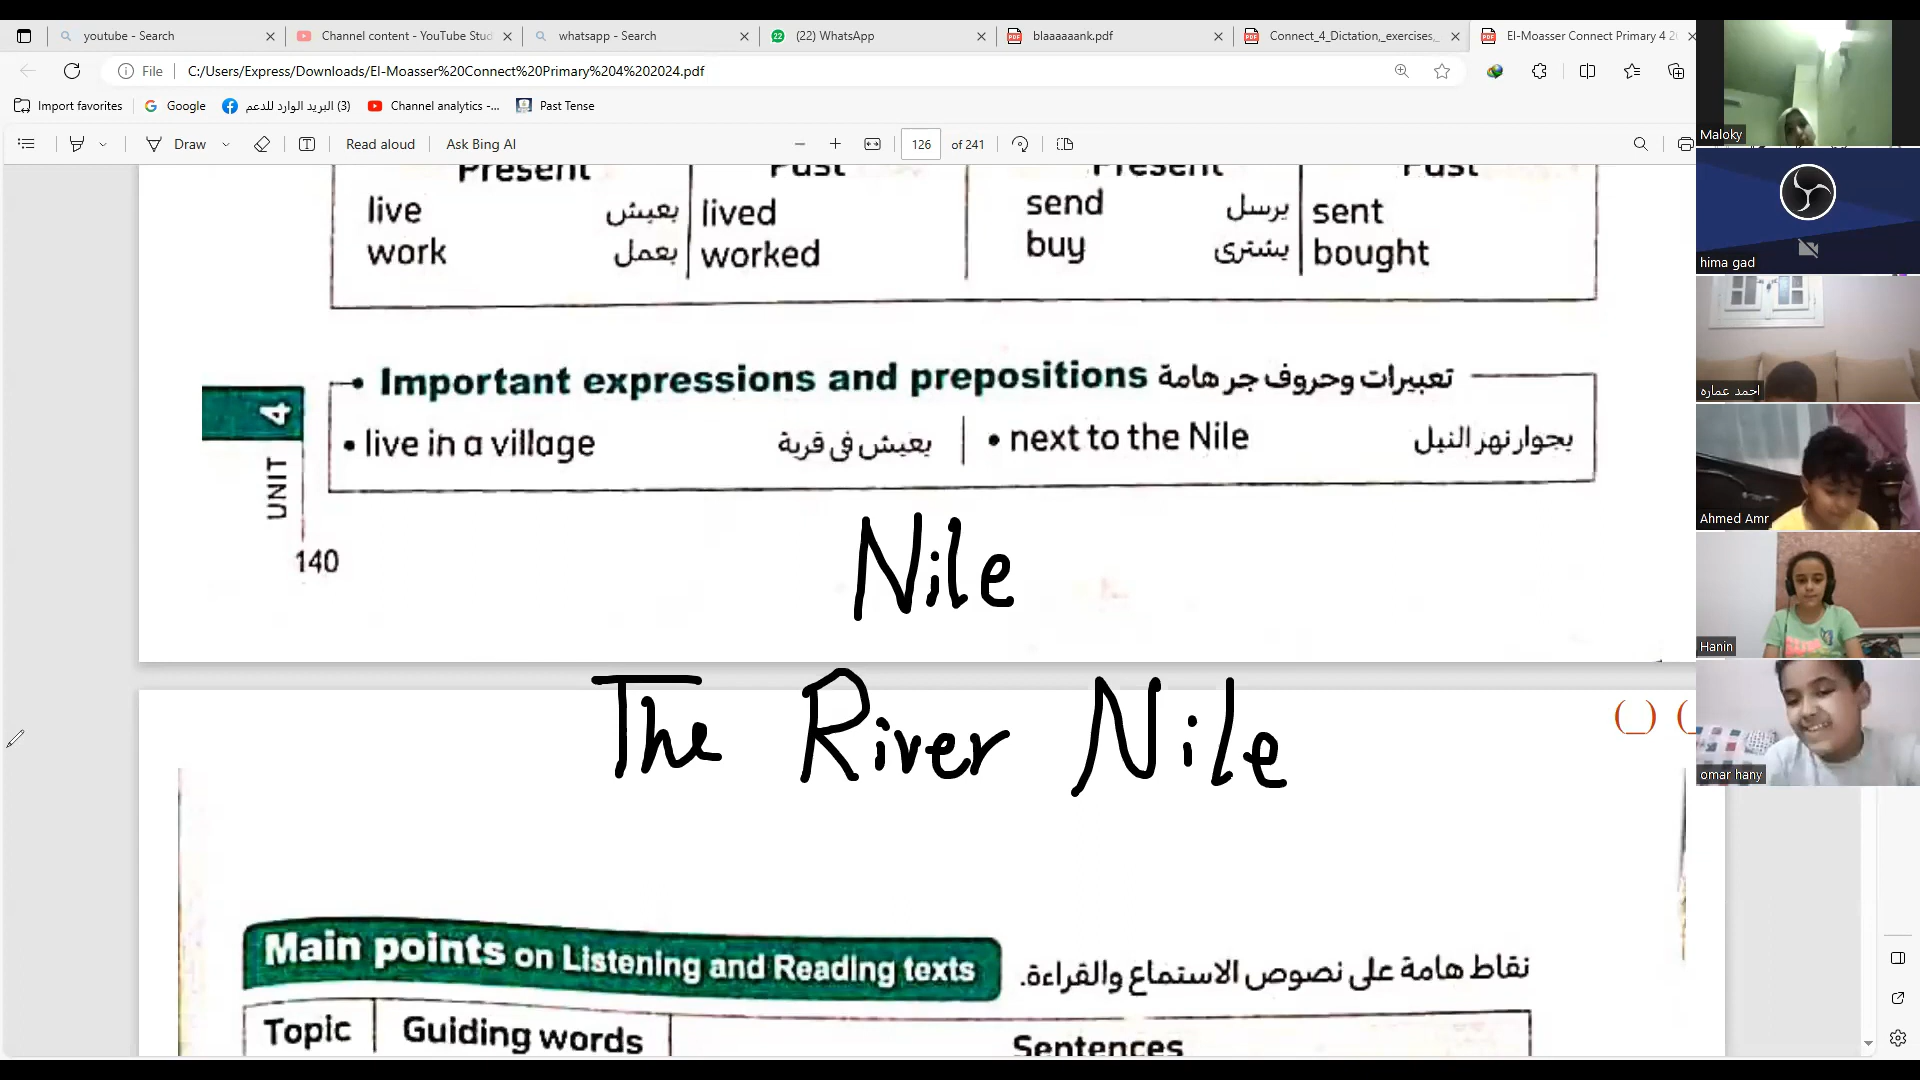 youtube - Search
Channel content - YouTube Stud
whatsapp - Search
(22) WhatsApp
blaaaaaank.pdf
Connect_4_Dictation,_exercises,_
El-Moasser Connect Primary 4 2
File
C:/Users/Express/Downloads/El-Moasser%20Connect%20Primary%204%202024.pdf
Import favorites
Google
(3) البريد الوارد للدعم
Channel analytics -...
Past Tense
Draw
Read aloud
Ask Bing AI
126 of 241
Present Past Present Past
live يعيش lived send يرسل sent
work يعمل worked buy يشترى bought
• Important expressions and prepositions تعبيرات وحروف جر هامة
• live in a village يعيش فى قرية • next to the Nile بجوار نهر النيل
UNIT 4
140
Nile
The River Nile
(_) (
Main points on Listening and Reading texts نقاط هامة على نصوص الاستماع والقراءة.
Topic Guiding words Sentences
Maloky
hima gad
احمد عماره
Ahmed Amr
Hanin
omar hany